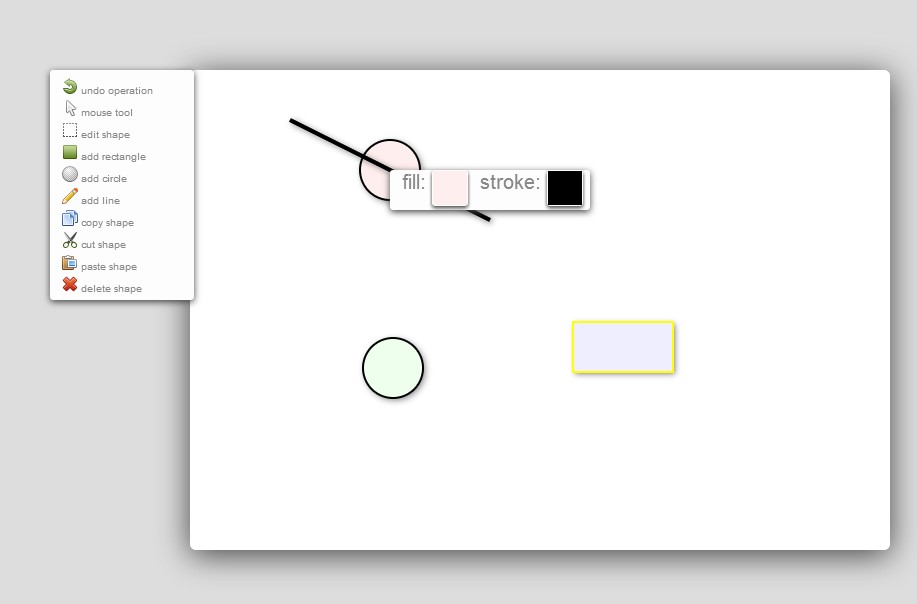 undo operation
mouse tool
edit shape
add rectangle
add circle
add line
copy shape
cut shape
paste shape
delete shape
fill: stroke: